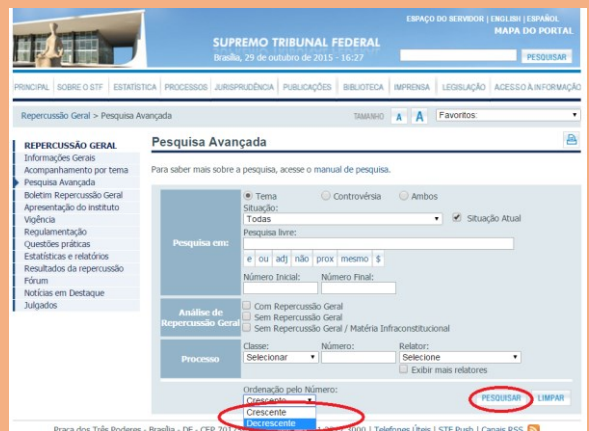 ESPAÇO DO SERVIDOR | ENGLISH | ESPAÑOL
MAPA DO PORTAL
SUPREMO TRIBUNAL FEDERAL
Brasília, 29 de outubro de 2015 - 16:27
PESQUISAR
PRINCIPAL SOBRE O STF ESTATÍSTICA PROCESSOS JURISPRUDÊNCIA PUBLICAÇÕES BIBLIOTECA IMPRENSA LEGISLAÇÃO ACESSO À INFORMAÇÃO
Repercussão Geral > Pesquisa Avançada TAMANHO A A Favoritos:
REPERCUSSÃO GERAL
Informações Gerais
Acompanhamento por tema
Pesquisa Avançada
Boletim Repercussão Geral
Apresentação do instituto
Vigência
Regulamentação
Questões práticas
Estatísticas e relatórios
Resultados da repercussão
Fórum
Notícias em Destaque
Julgados
Pesquisa Avançada
Para saber mais sobre a pesquisa, acesse o manual de pesquisa.
Pesquisa em:
Tema Controvérsia Ambos
Situação:
Todas Situação Atual
Pesquisa livre:
e ou adj não prox mesmo $
Número Inicial: Número Final:
Análise de Repercussão Geral
Com Repercussão Geral
Sem Repercussão Geral
Sem Repercussão Geral / Matéria Infraconstitucional
Processo
Classe: Número: Relator:
Selecionar Selecione
Exibir mais relatores
Ordenação pelo Número:
Crescente
Crescente
Decrescente
PESQUISAR LIMPAR
Praça dos Três Poderes - Brasília - DE - CEP 3000 | Telefones Úteis | STF Push | Canais RSS